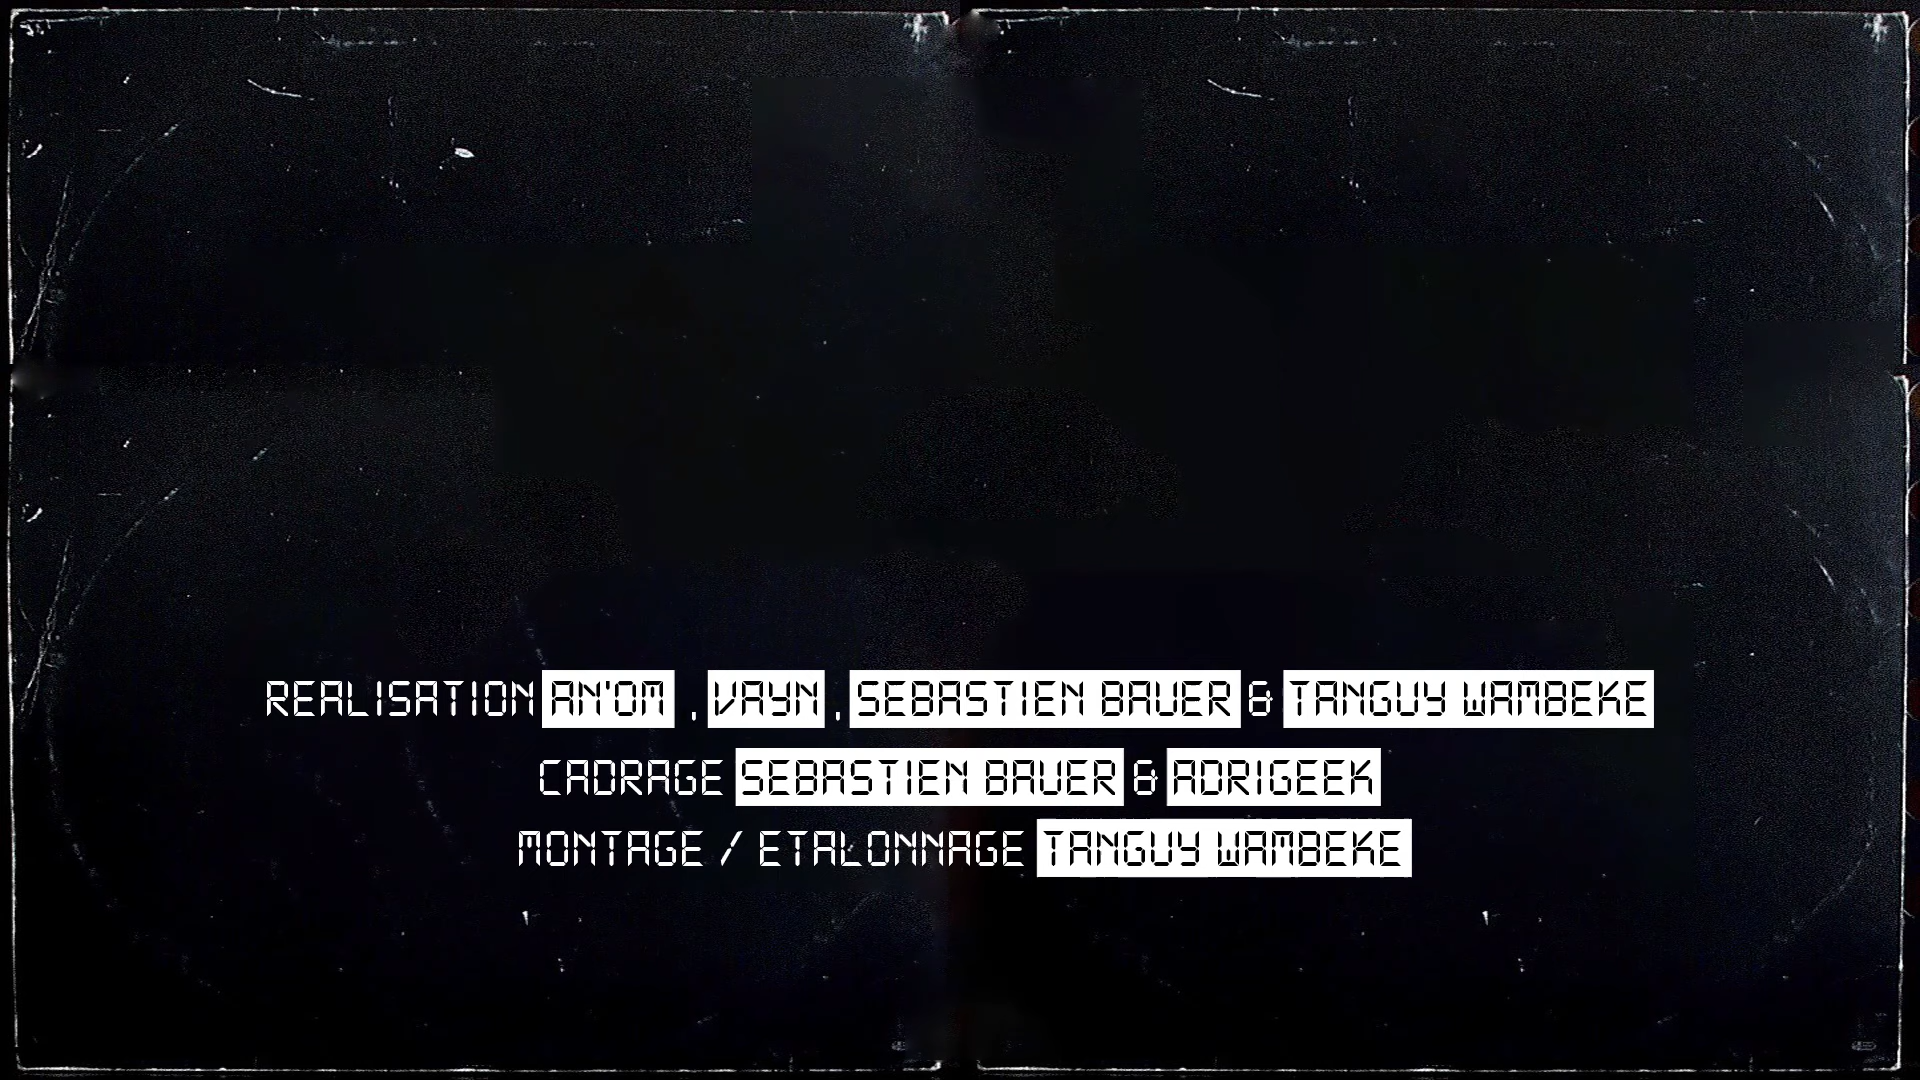 REALISATION AN'OM , VAYN , SEBASTIEN BAUER & TANGUY WAMBEKE
CADRAGE SEBASTIEN BAUER & ADRIGEEK
MONTAGE / ETALONNAGE TANGUY WAMBEKE